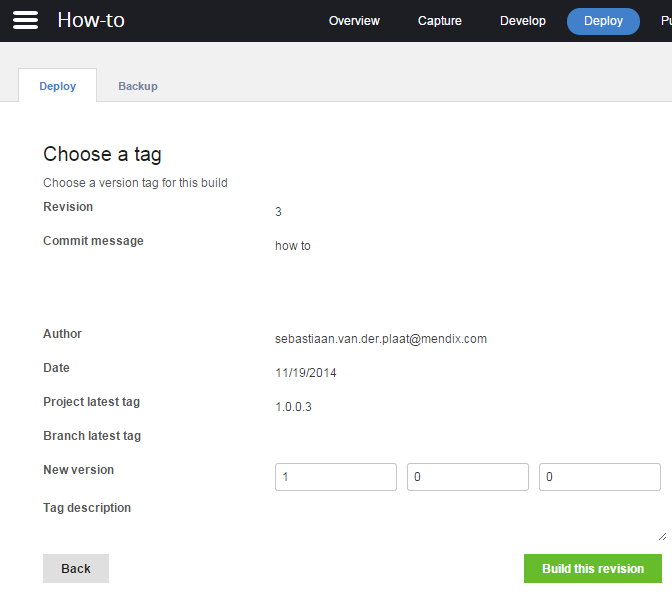 How-to Overview Capture Develop Deploy
Deploy Backup
Choose a tag
Choose a version tag for this build
Revision 3
Commit message how to
Author sebastiaan.van.der.plaat@mendix.com
Date 11/19/2014
Project latest tag 1.0.0.3
Branch latest tag
New version 1 0 0
Tag description
Back Build this revision